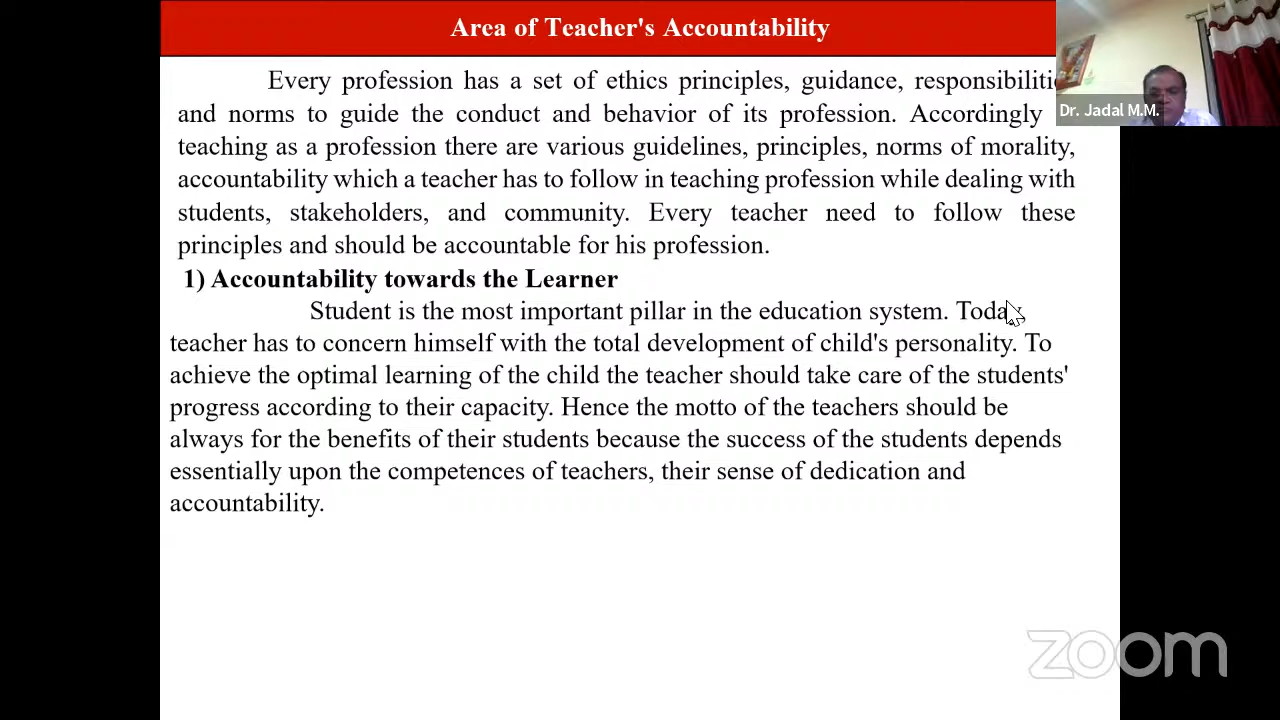 Area of Teacher's Accountability
Every profession has a set of ethics principles, guidance,
and norms to guide the conduct and behavior of its profession. Accordingly
teaching as a profession there are various guidelines, principles, norms of morality,
accountability which a teacher has to follow in teaching profession while dealing with
students, stakeholders, and community. Every teacher need to follow these
principles and should be accountable for his profession.
1) Accountability towards the Learner
Student is the most important pillar in the education system. Today
teacher has to concern himself with the total development of child's personality. To
achieve the optimal learning of the child the teacher should take care of the students'
progress according to their capacity. Hence the motto of the teachers should be
always for the benefits of their students because the success of the students depends
essentially upon the competences of teachers, their sense of dedication and
accountability.
Dr. Jadal M.M.
zoom